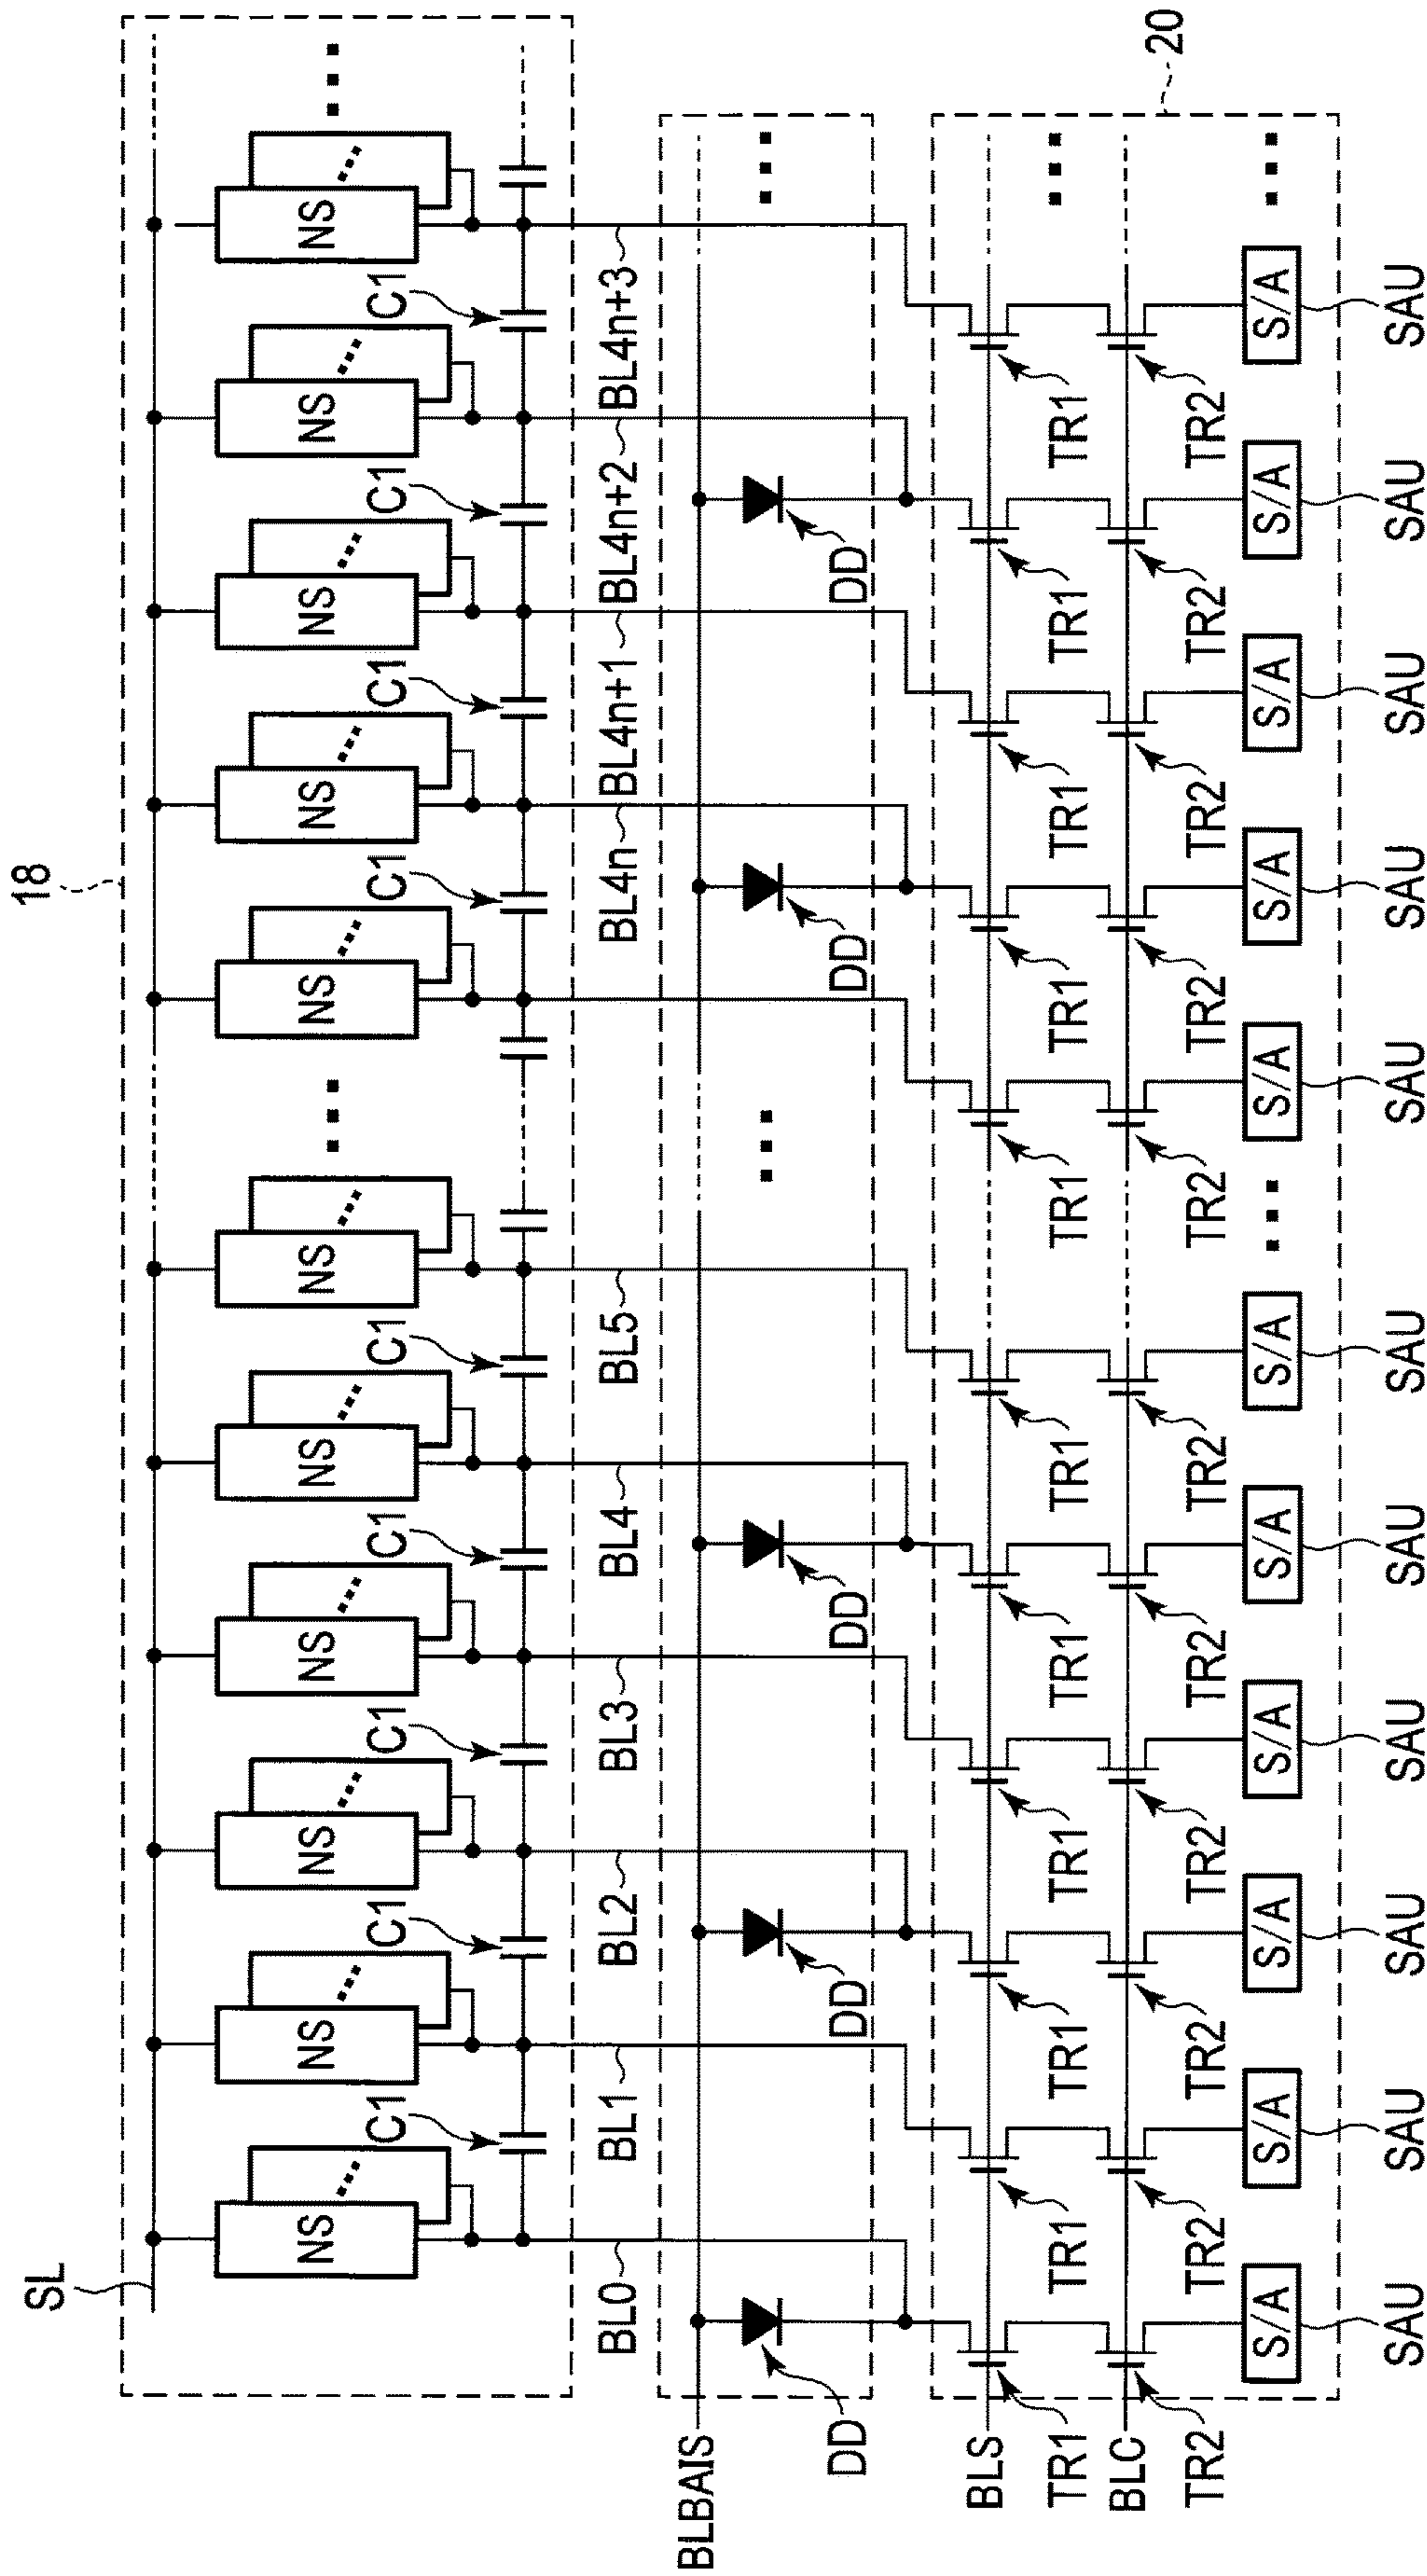 18
SL
NS NS NS NS NS NS NS NS NS NS NS
C1 C1 C1 C1 C1 C1 C1 C1 C1
BL0 BL1 BL2 BL3 BL4 BL5 BL4n BL4n+1 BL4n+2 BL4n+3
BLBAIS
DD DD DD DD DD
BLS
TR1 TR1 TR1 TR1 TR1 TR1 TR1 TR1 TR1 TR1 TR1
BLC
20
TR2 TR2 TR2 TR2 TR2 TR2 TR2 TR2 TR2 TR2 TR2
S/A S/A S/A S/A S/A S/A S/A S/A S/A S/A S/A
SAU SAU SAU SAU SAU SAU SAU SAU SAU SAU SAU